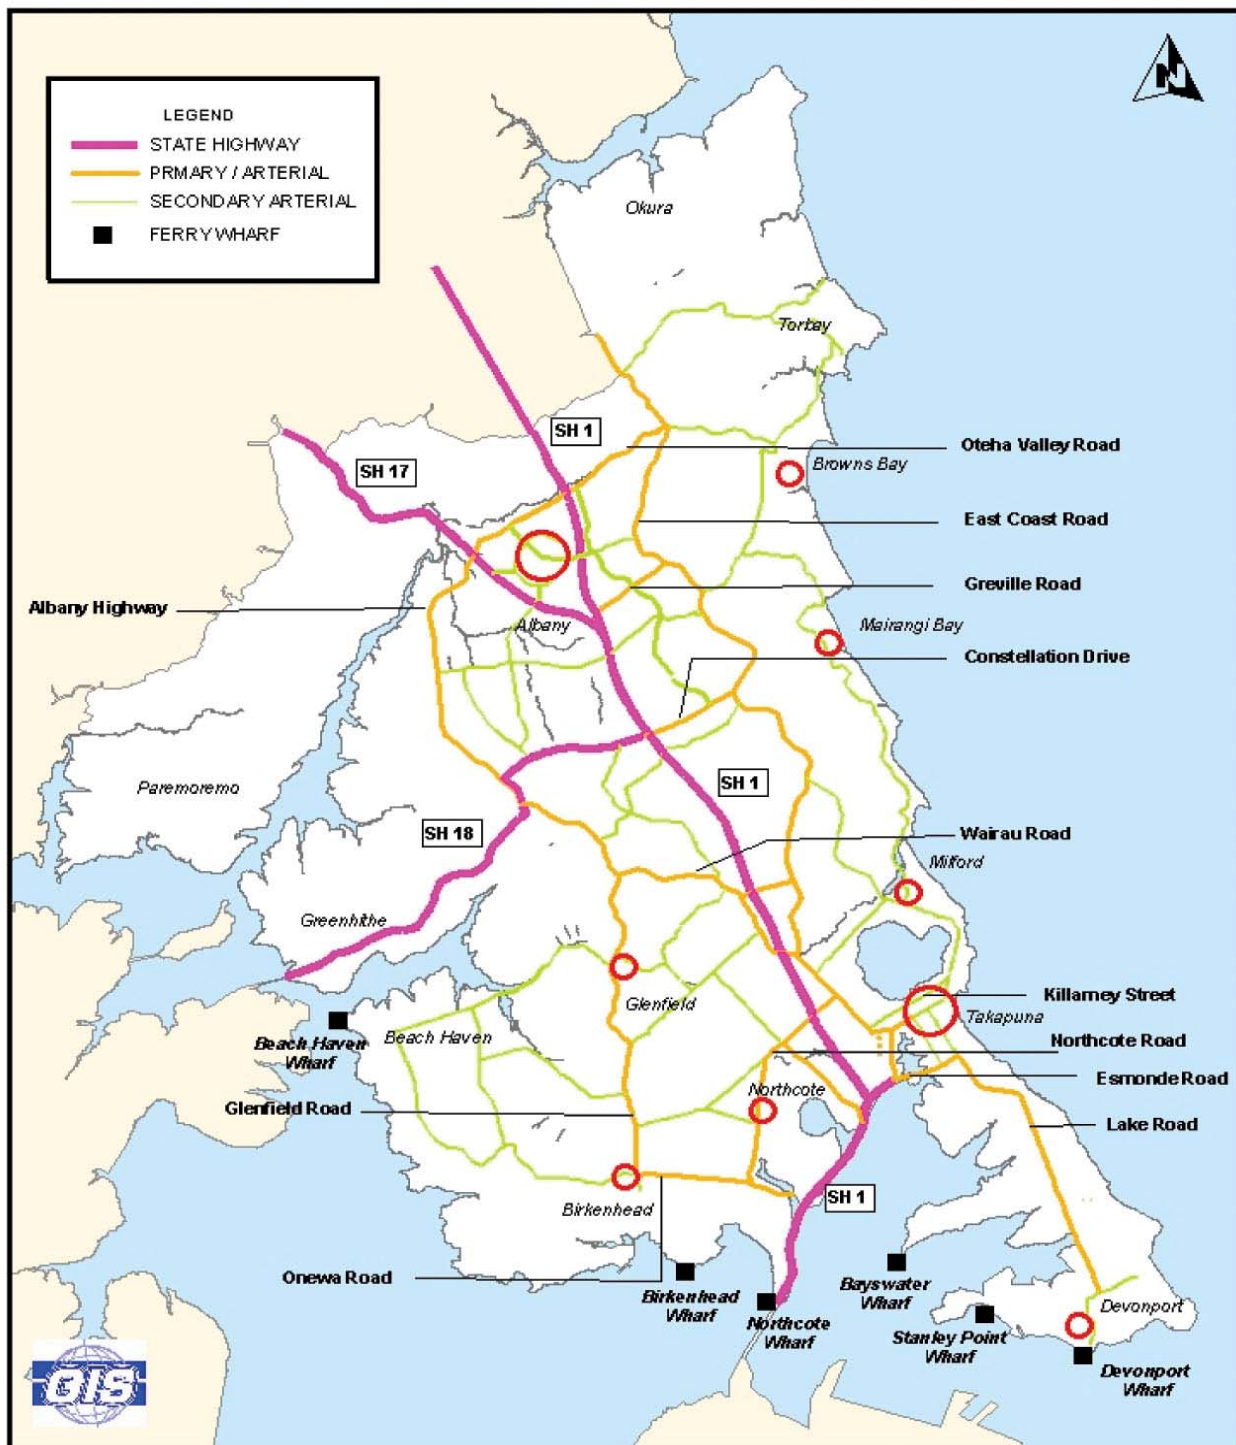 N
LEGEND
STATE HIGHWAY
PRMARY / ARTERIAL
SECONDARY ARTERIAL
FERRY WHARF
Okura
Torbay
SH 1
Oteha Valley Road
SH 17
Browns Bay
East Coast Road
Greville Road
Albany Highway
Albany
Mairangi Bay
Constellation Drive
SH 1
Paremoremo
SH 18
Wairau Road
Milford
Greenhithe
Killarney Street
Glenfield
Takapuna
Beach Haven
Wharf
Beach Haven
Northcote Road
Esmonde Road
Northcote
Glenfield Road
Lake Road
SH 1
Birkenhead
Onewa Road
Birkenhead
Wharf
Northcote
Wharf
Bayswater
Wharf
Stanley Point
Wharf
Devonport
Devonport
Wharf
GIS